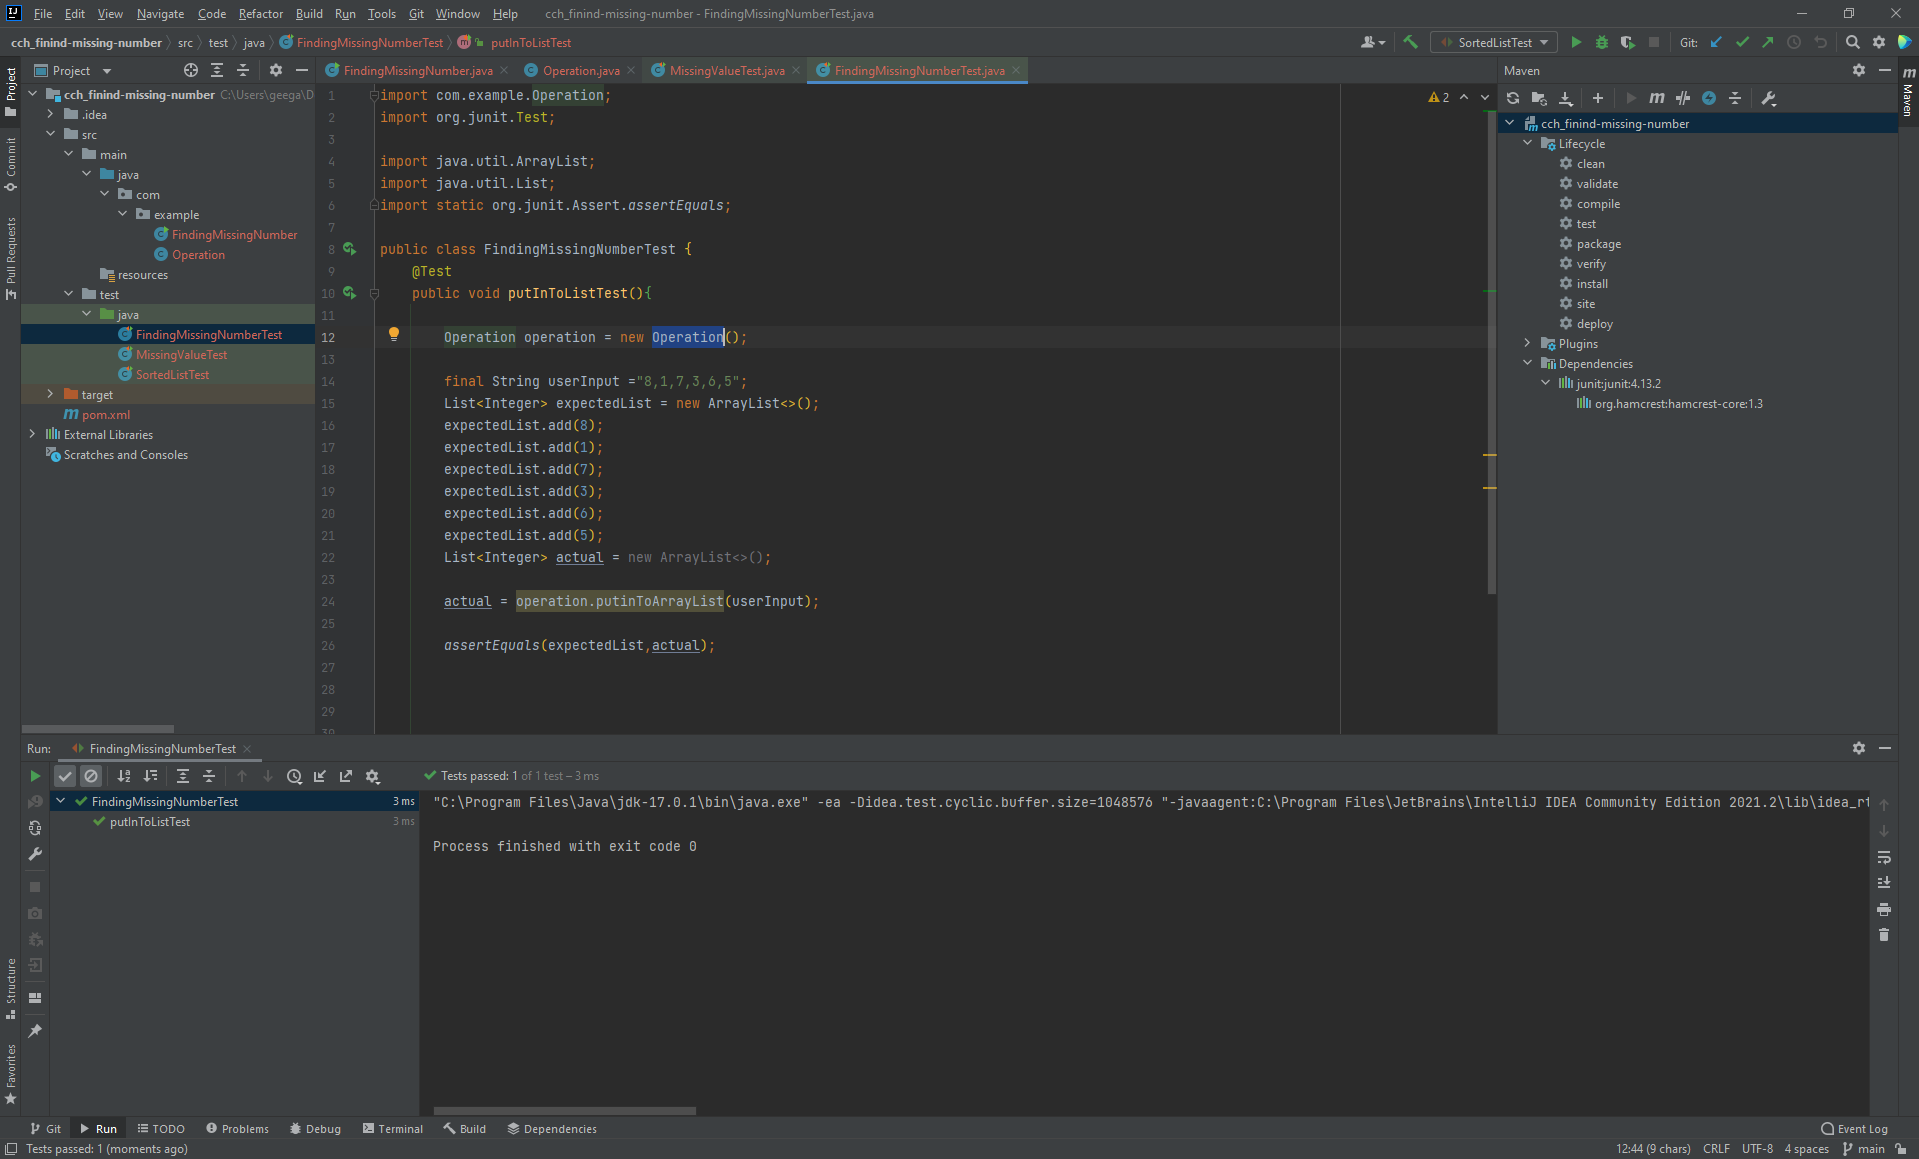 File Edit View Navigate Code Refactor Build Run Tools Git Window Help cch_finind-missing-number - FindingMissingNumberTest.java
cch_finind-missing-number src test java FindingMissingNumberTest putInToListTest SortedListTest Git:
Project
FindingMissingNumber.java Operation.java MissingValueTest.java FindingMissingNumberTest.java
Maven
Project
Commit
Pull Requests
Structure
Favorites
cch_finind-missing-number C:\Users\geega\D
.idea
src
main
java
com
example
FindingMissingNumber
Operation
resources
test
java
FindingMissingNumberTest
MissingValueTest
SortedListTest
target
pom.xml
External Libraries
Scratches and Consoles
2
1 import com.example.Operation;
2 import org.junit.Test;
3
4 import java.util.ArrayList;
5 import java.util.List;
6 import static org.junit.Assert.assertEquals;
7
8 public class FindingMissingNumberTest {
9 @Test
10 public void putInToListTest(){
11
12 Operation operation = new Operation();
13
14 final String userInput ="8,1,7,3,6,5";
15 List<Integer> expectedList = new ArrayList<>();
16 expectedList.add(8);
17 expectedList.add(1);
18 expectedList.add(7);
19 expectedList.add(3);
20 expectedList.add(6);
21 expectedList.add(5);
22 List<Integer> actual = new ArrayList<>();
23
24 actual = operation.putinToArrayList(userInput);
25
26 assertEquals(expectedList,actual);
27
28
29
30
cch_finind-missing-number
Lifecycle
clean
validate
compile
test
package
verify
install
site
deploy
Plugins
Dependencies
junit:junit:4.13.2
org.hamcrest:hamcrest-core:1.3
Maven
Run: FindingMissingNumberTest
Tests passed: 1 of 1 test – 3 ms
FindingMissingNumberTest 3 ms
putInToListTest 3 ms
"C:\Program Files\Java\jdk-17.0.1\bin\java.exe" -ea -Didea.test.cyclic.buffer.size=1048576 "-javaagent:C:\Program Files\JetBrains\IntelliJ IDEA Community Edition 2021.2\lib\idea_rt
Process finished with exit code 0
Git Run TODO Problems Debug Terminal Build Dependencies Event Log
Tests passed: 1 (moments ago) 12:44 (9 chars) CRLF UTF-8 4 spaces main